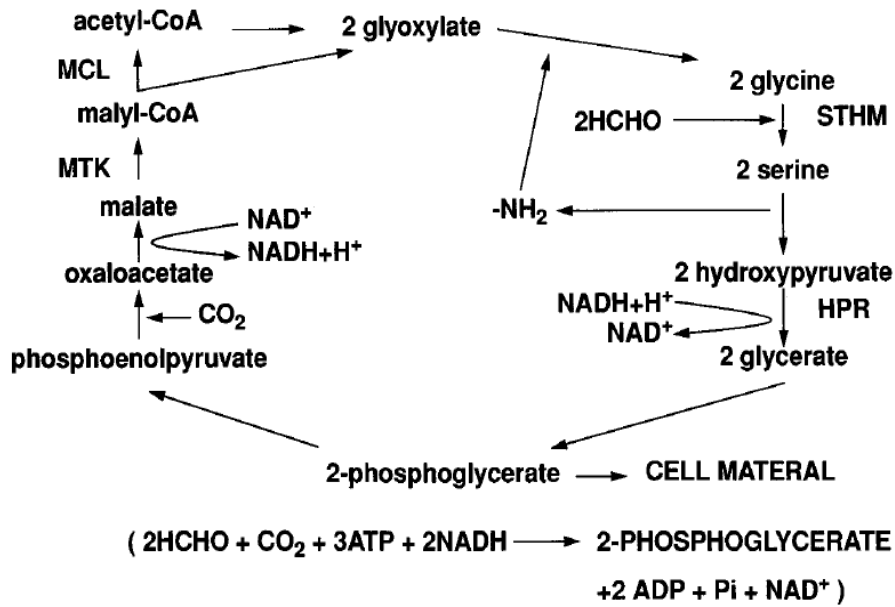 acetyl-CoA
2 glyoxylate
MCL
2 glycine
malyl-CoA
2HCHO
STHM
MTK
2 serine
malate
NAD+
-NH2
NADH+H+
oxaloacetate
2 hydroxypyruvate
NADH+H+
HPR
CO2
NAD+
phosphoenolpyruvate
2 glycerate
2-phosphoglycerate
CELL MATERAL
( 2HCHO + CO2 + 3ATP + 2NADH → 2-PHOSPHOGLYCERATE
+2 ADP + Pi + NAD+ )